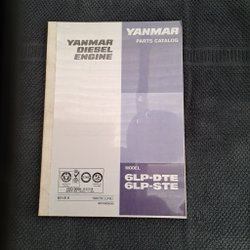 YANMAR
DIESEL
ENGINE
YANMAR
PARTS CATALOG
MODEL
6LP-DTE
6LP-STE